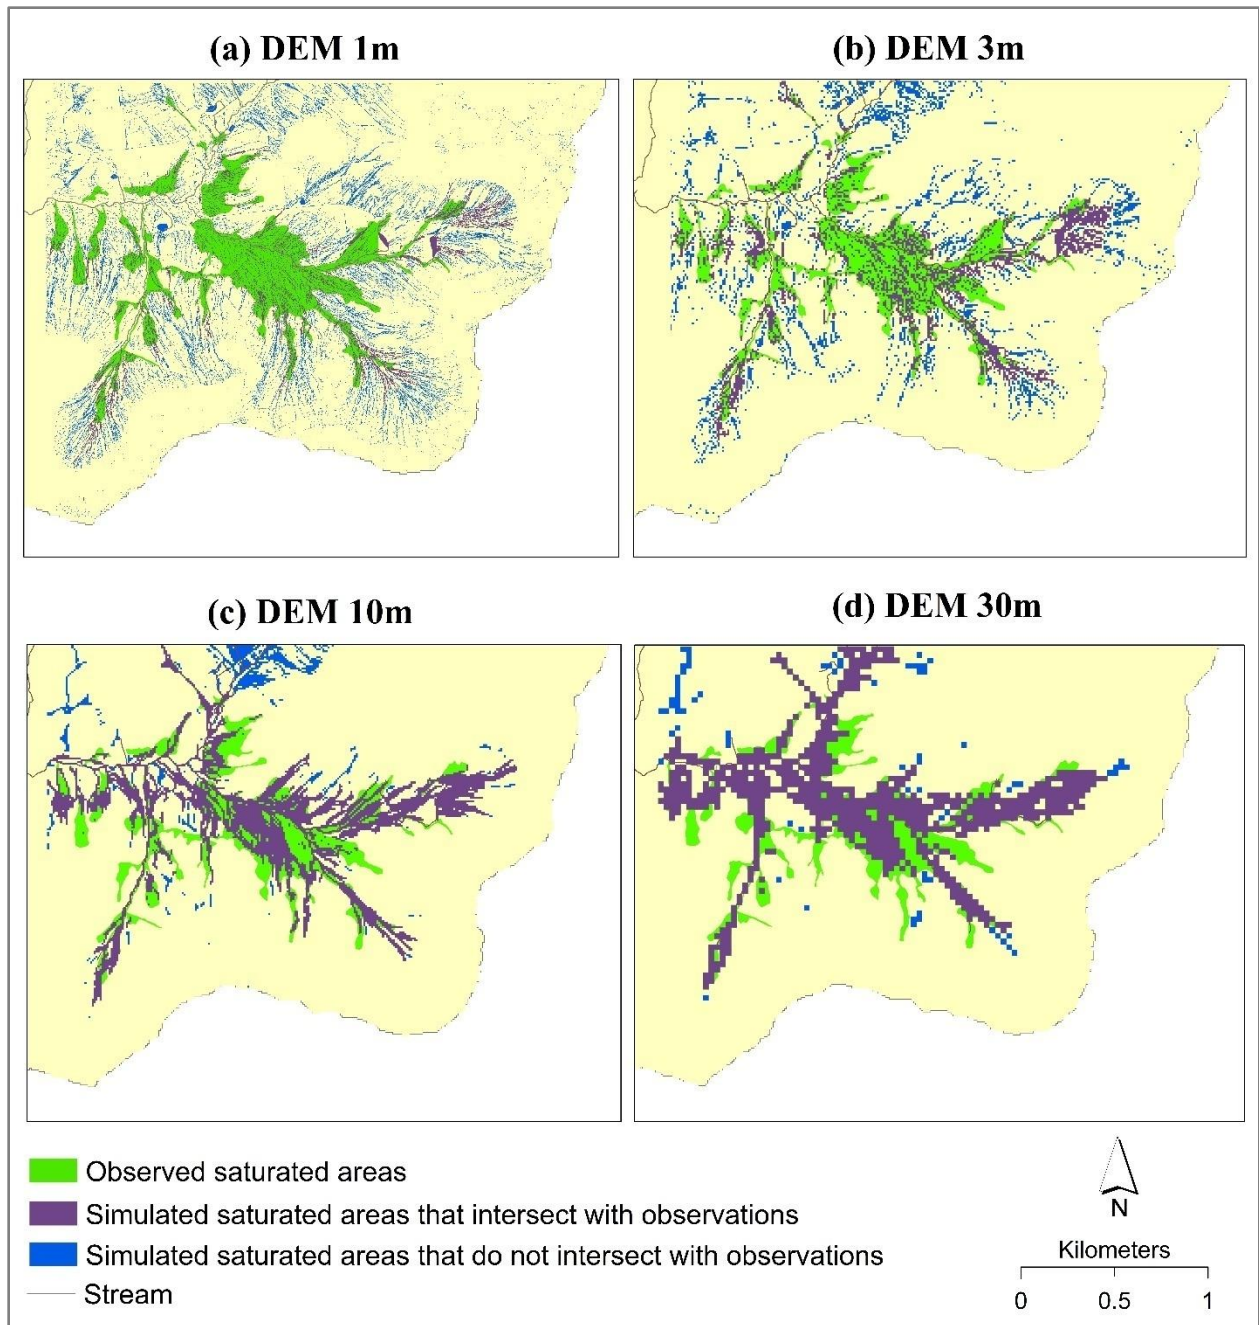 (a) DEM 1m
(b) DEM 3m
(c) DEM 10m
(d) DEM 30m
Observed saturated areas
Simulated saturated areas that intersect with observations
Simulated saturated areas that do not intersect with observations
Stream
N
Kilometers
0 0.5 1